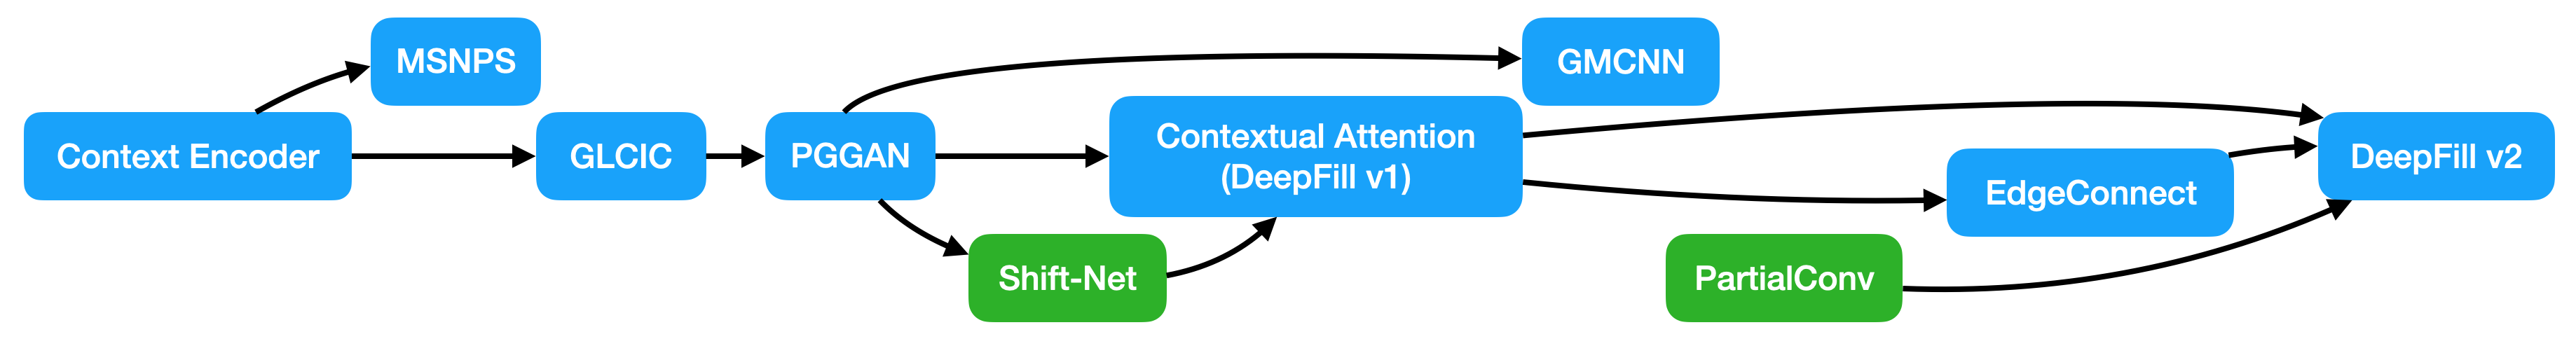 MSNPS
GMCNN
Context Encoder
GLCIC
PGGAN
Contextual Attention
(DeepFill v1)
DeepFill v2
EdgeConnect
Shift-Net
PartialConv